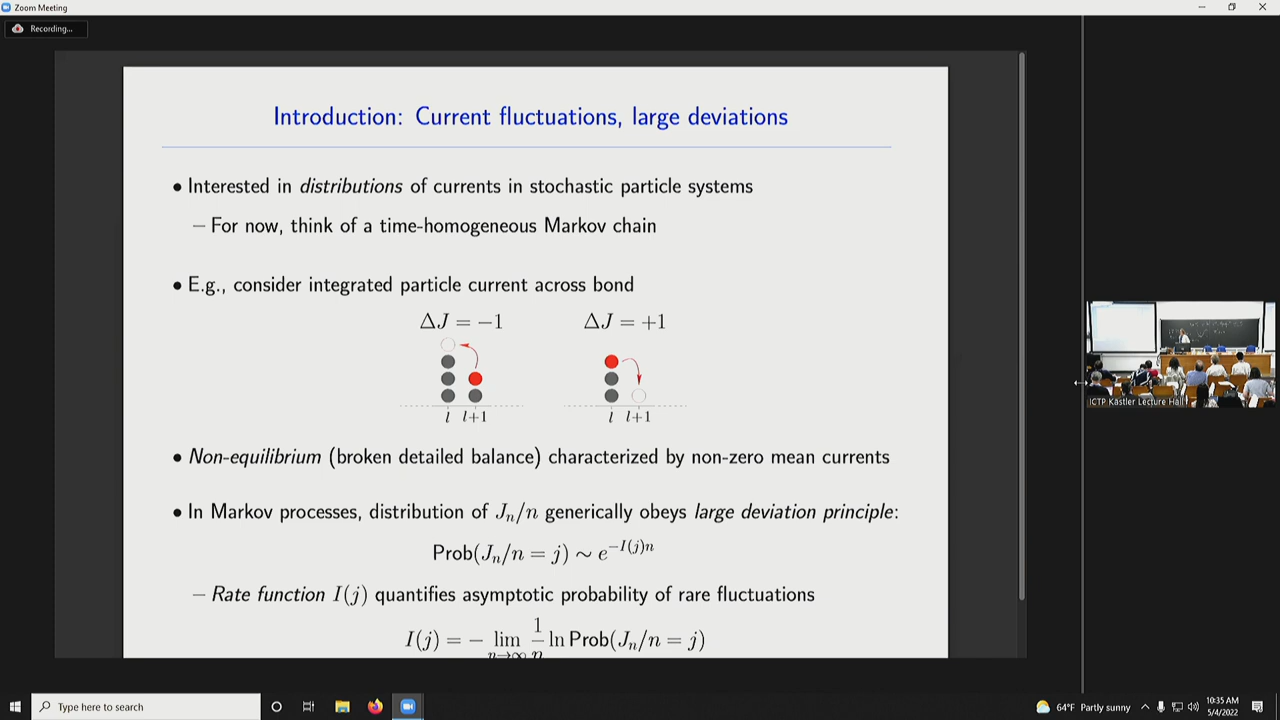 Zoom Meeting
Recording...
Introduction: Current fluctuations, large deviations
• Interested in distributions of currents in stochastic particle systems
– For now, think of a time-homogeneous Markov chain
• E.g., consider integrated particle current across bond
ΔJ = −1 ΔJ = +1
l l+1 l l+1
• Non-equilibrium (broken detailed balance) characterized by non-zero mean currents
• In Markov processes, distribution of Jₙ/n generically obeys large deviation principle:
Prob(Jₙ/n = j) ∼ e^{−I(j)n}
– Rate function I(j) quantifies asymptotic probability of rare fluctuations
I(j) = − lim_{n→∞} 1/n ln Prob(Jₙ/n = j)
ICTP Kastler Lecture Hall
Type here to search
64°F Partly sunny
10:35 AM
5/4/2022